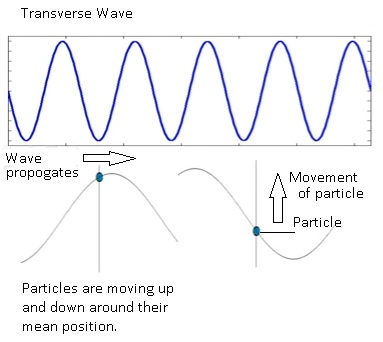 Transverse Wave
Wave
propogates
Movement
of particle
Particle
Particles are moving up
and down around their
mean position.